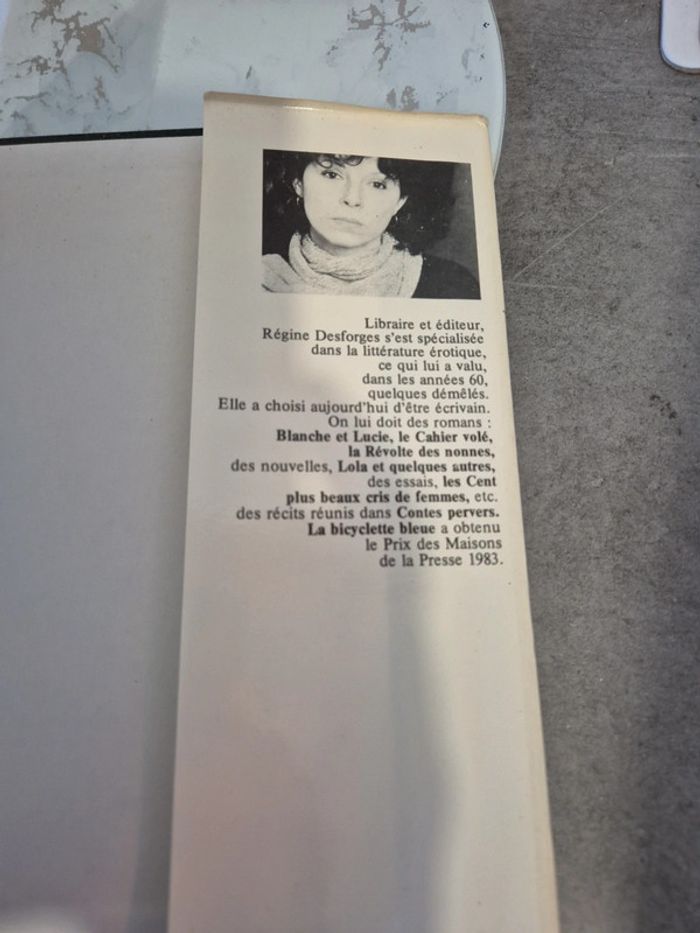 Libraire et éditeur,
Régine Desforges s'est spécialisée
dans la littérature érotique,
ce qui lui a valu,
dans les années 60,
quelques démêlés.
Elle a choisi aujourd'hui d'être écrivain.
On lui doit des romans :
Blanche et Lucie, le Cahier volé,
la Révolte des nonnes,
des nouvelles, Lola et quelques autres,
des essais, les Cent
plus beaux cris de femmes, etc.
des récits réunis dans Contes pervers.
La bicyclette bleue a obtenu
le Prix des Maisons
de la Presse 1983.